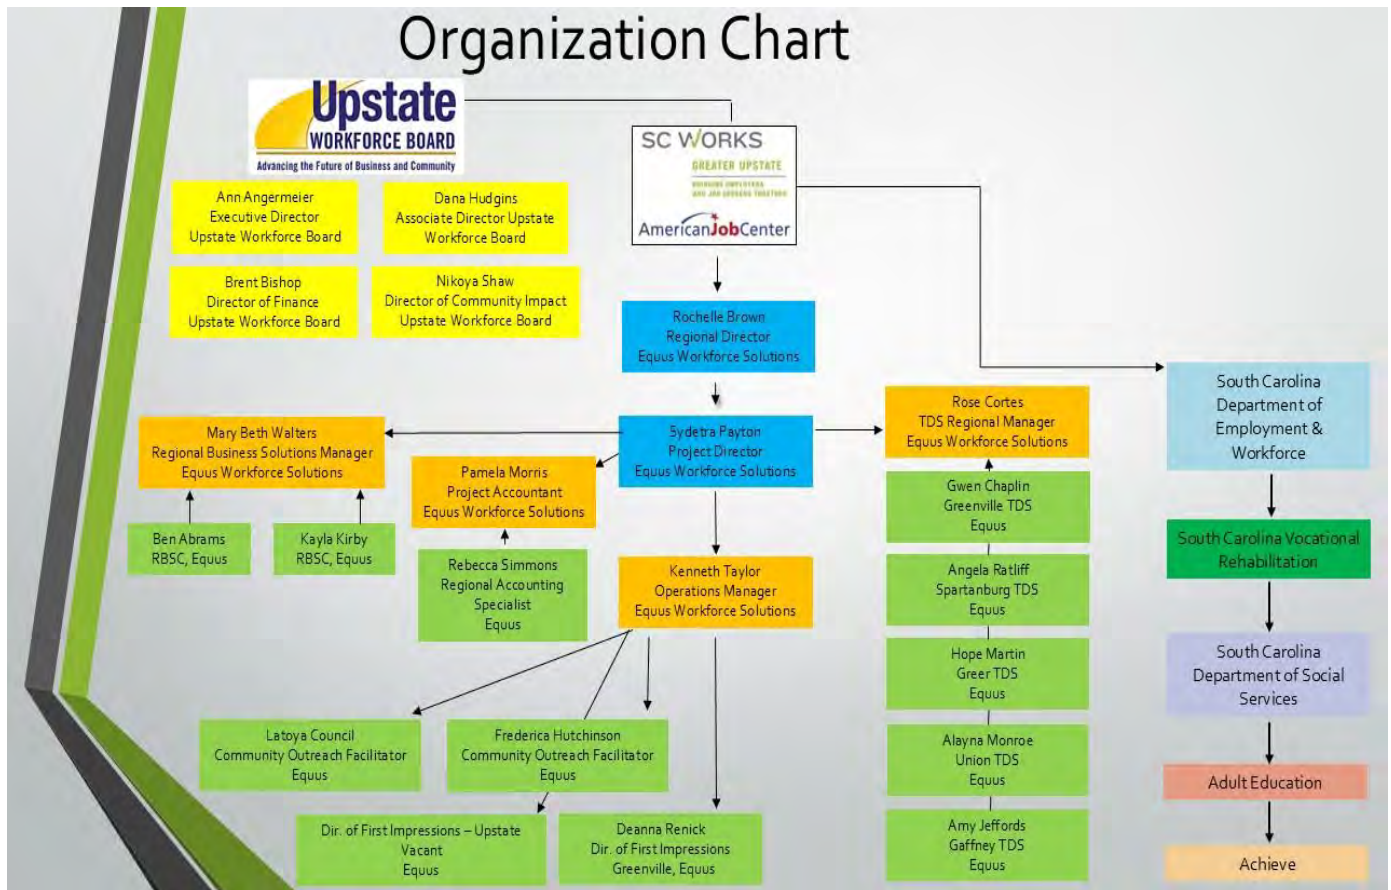 Organization Chart
Upstate
WORKFORCE BOARD
Advancing the Future of Business and Community
SC WORKS
GREATER UPSTATE
BRINGING EMPLOYERS
AND JOB SEEKERS TOGETHER
AmericanJobCenter
Ann Angermeier
Executive Director
Upstate Workforce Board
Dana Hudgins
Associate Director Upstate
Workforce Board
Brent Bishop
Director of Finance
Upstate Workforce Board
Nikoya Shaw
Director of Community Impact
Upstate Workforce Board
Rochelle Brown
Regional Director
Equus Workforce Solutions
Sydetra Payton
Project Director
Equus Workforce Solutions
Mary Beth Walters
Regional Business Solutions Manager
Equus Workforce Solutions
Ben Abrams
RBSC, Equus
Kayla Kirby
RBSC, Equus
Pamela Morris
Project Accountant
Equus Workforce Solutions
Rebecca Simmons
Regional Accounting
Specialist
Equus
Kenneth Taylor
Operations Manager
Equus Workforce Solutions
Latoya Council
Community Outreach Facilitator
Equus
Frederica Hutchinson
Community Outreach Facilitator
Equus
Dir. of First Impressions – Upstate
Vacant
Equus
Deanna Renick
Dir. of First Impressions
Greenville, Equus
Rose Cortes
TDS Regional Manager
Equus Workforce Solutions
Gwen Chaplin
Greenville TDS
Equus
Angela Ratliff
Spartanburg TDS
Equus
Hope Martin
Greer TDS
Equus
Alayna Monroe
Union TDS
Equus
Amy Jeffords
Gaffney TDS
Equus
South Carolina
Department of
Employment &
Workforce
South Carolina Vocational
Rehabilitation
South Carolina
Department of Social
Services
Adult Education
Achieve